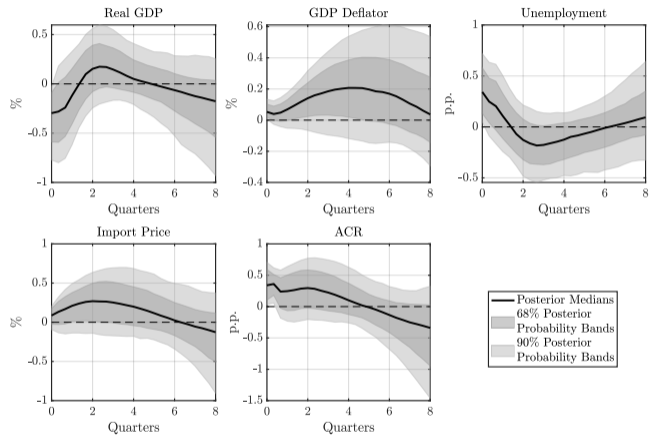 Real GDP
0.5
0
-0.5
-1
%
0 2 4 6 8
Quarters
GDP Deflator
0.6
0.4
0.2
0
-0.2
-0.4
%
0 2 4 6 8
Quarters
Unemployment
1
0.5
0
-0.5
p.p.
0 2 4 6 8
Quarters
Import Price
1
0.5
0
-0.5
-1
%
0 2 4 6 8
Quarters
ACR
1
0.5
0
-0.5
-1
-1.5
p.p.
0 2 4 6 8
Quarters
Posterior Medians
68% Posterior
Probability Bands
90% Posterior
Probability Bands